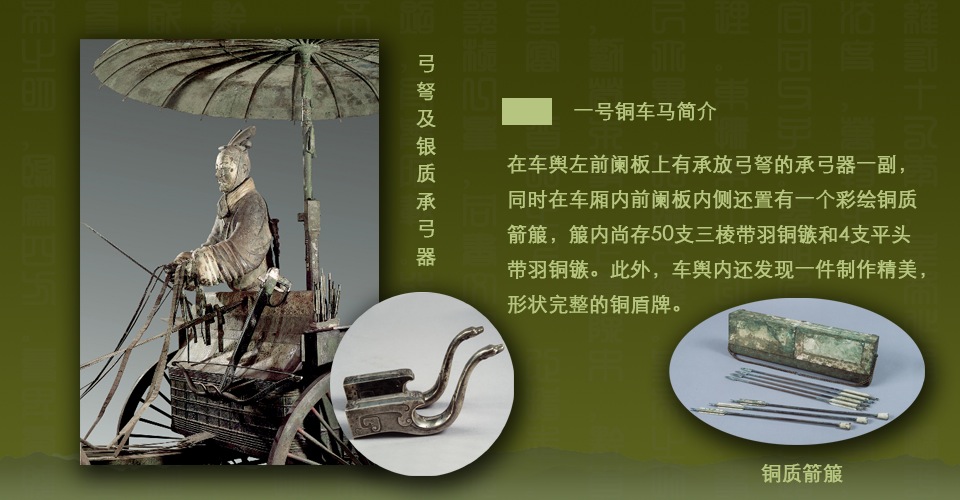 弓弩及银质承弓器
一号铜车马简介
在车舆左前阑板上有承放弓弩的承弓器一副，
同时在车厢内前阑板内侧还置有一个彩绘铜质
箭箙，箙内尚存50支三棱带羽铜镞和4支平头
带羽铜镞。此外，车舆内还发现一件制作精美，
形状完整的铜盾牌。
铜质箭箙